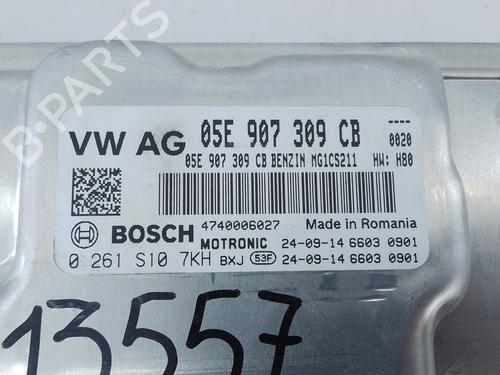 VW AG 05E 907 309 CB ----
0020
05E 907 309 CB BENZIN MG1CS211 HW: H80
4740006027 Made in Romania
BOSCH MOTRONIC 24-09-14 6603 0901
0 261 S10 7KH BXJ 53F 24-09-14 6603 0901
13557
B-PARTS